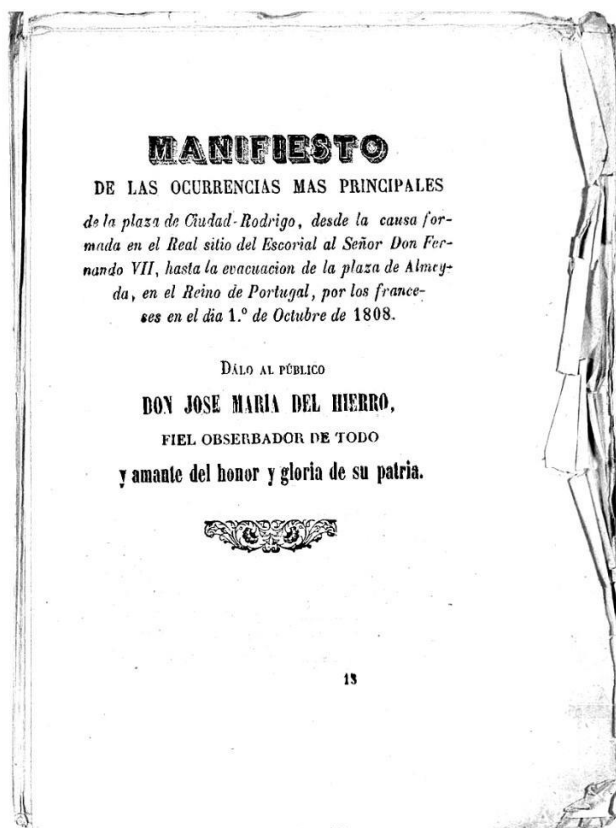 MANIFIESTO
DE LAS OCURRENCIAS MAS PRINCIPALES
de la plaza de Ciudad-Rodrigo, desde la causa for-
mada en el Real sitio del Escorial al Señor Don Fer-
nando VII, hasta la evacuacion de la plaza de Almey-
da, en el Reino de Portugal, por los france-
ses en el dia 1.º de Octubre de 1808.
DÁLO AL PÚBLICO
DON JOSE MARIA DEL HIERRO,
FIEL OBSERBADOR DE TODO
y amante del honor y gloria de su patria.
13